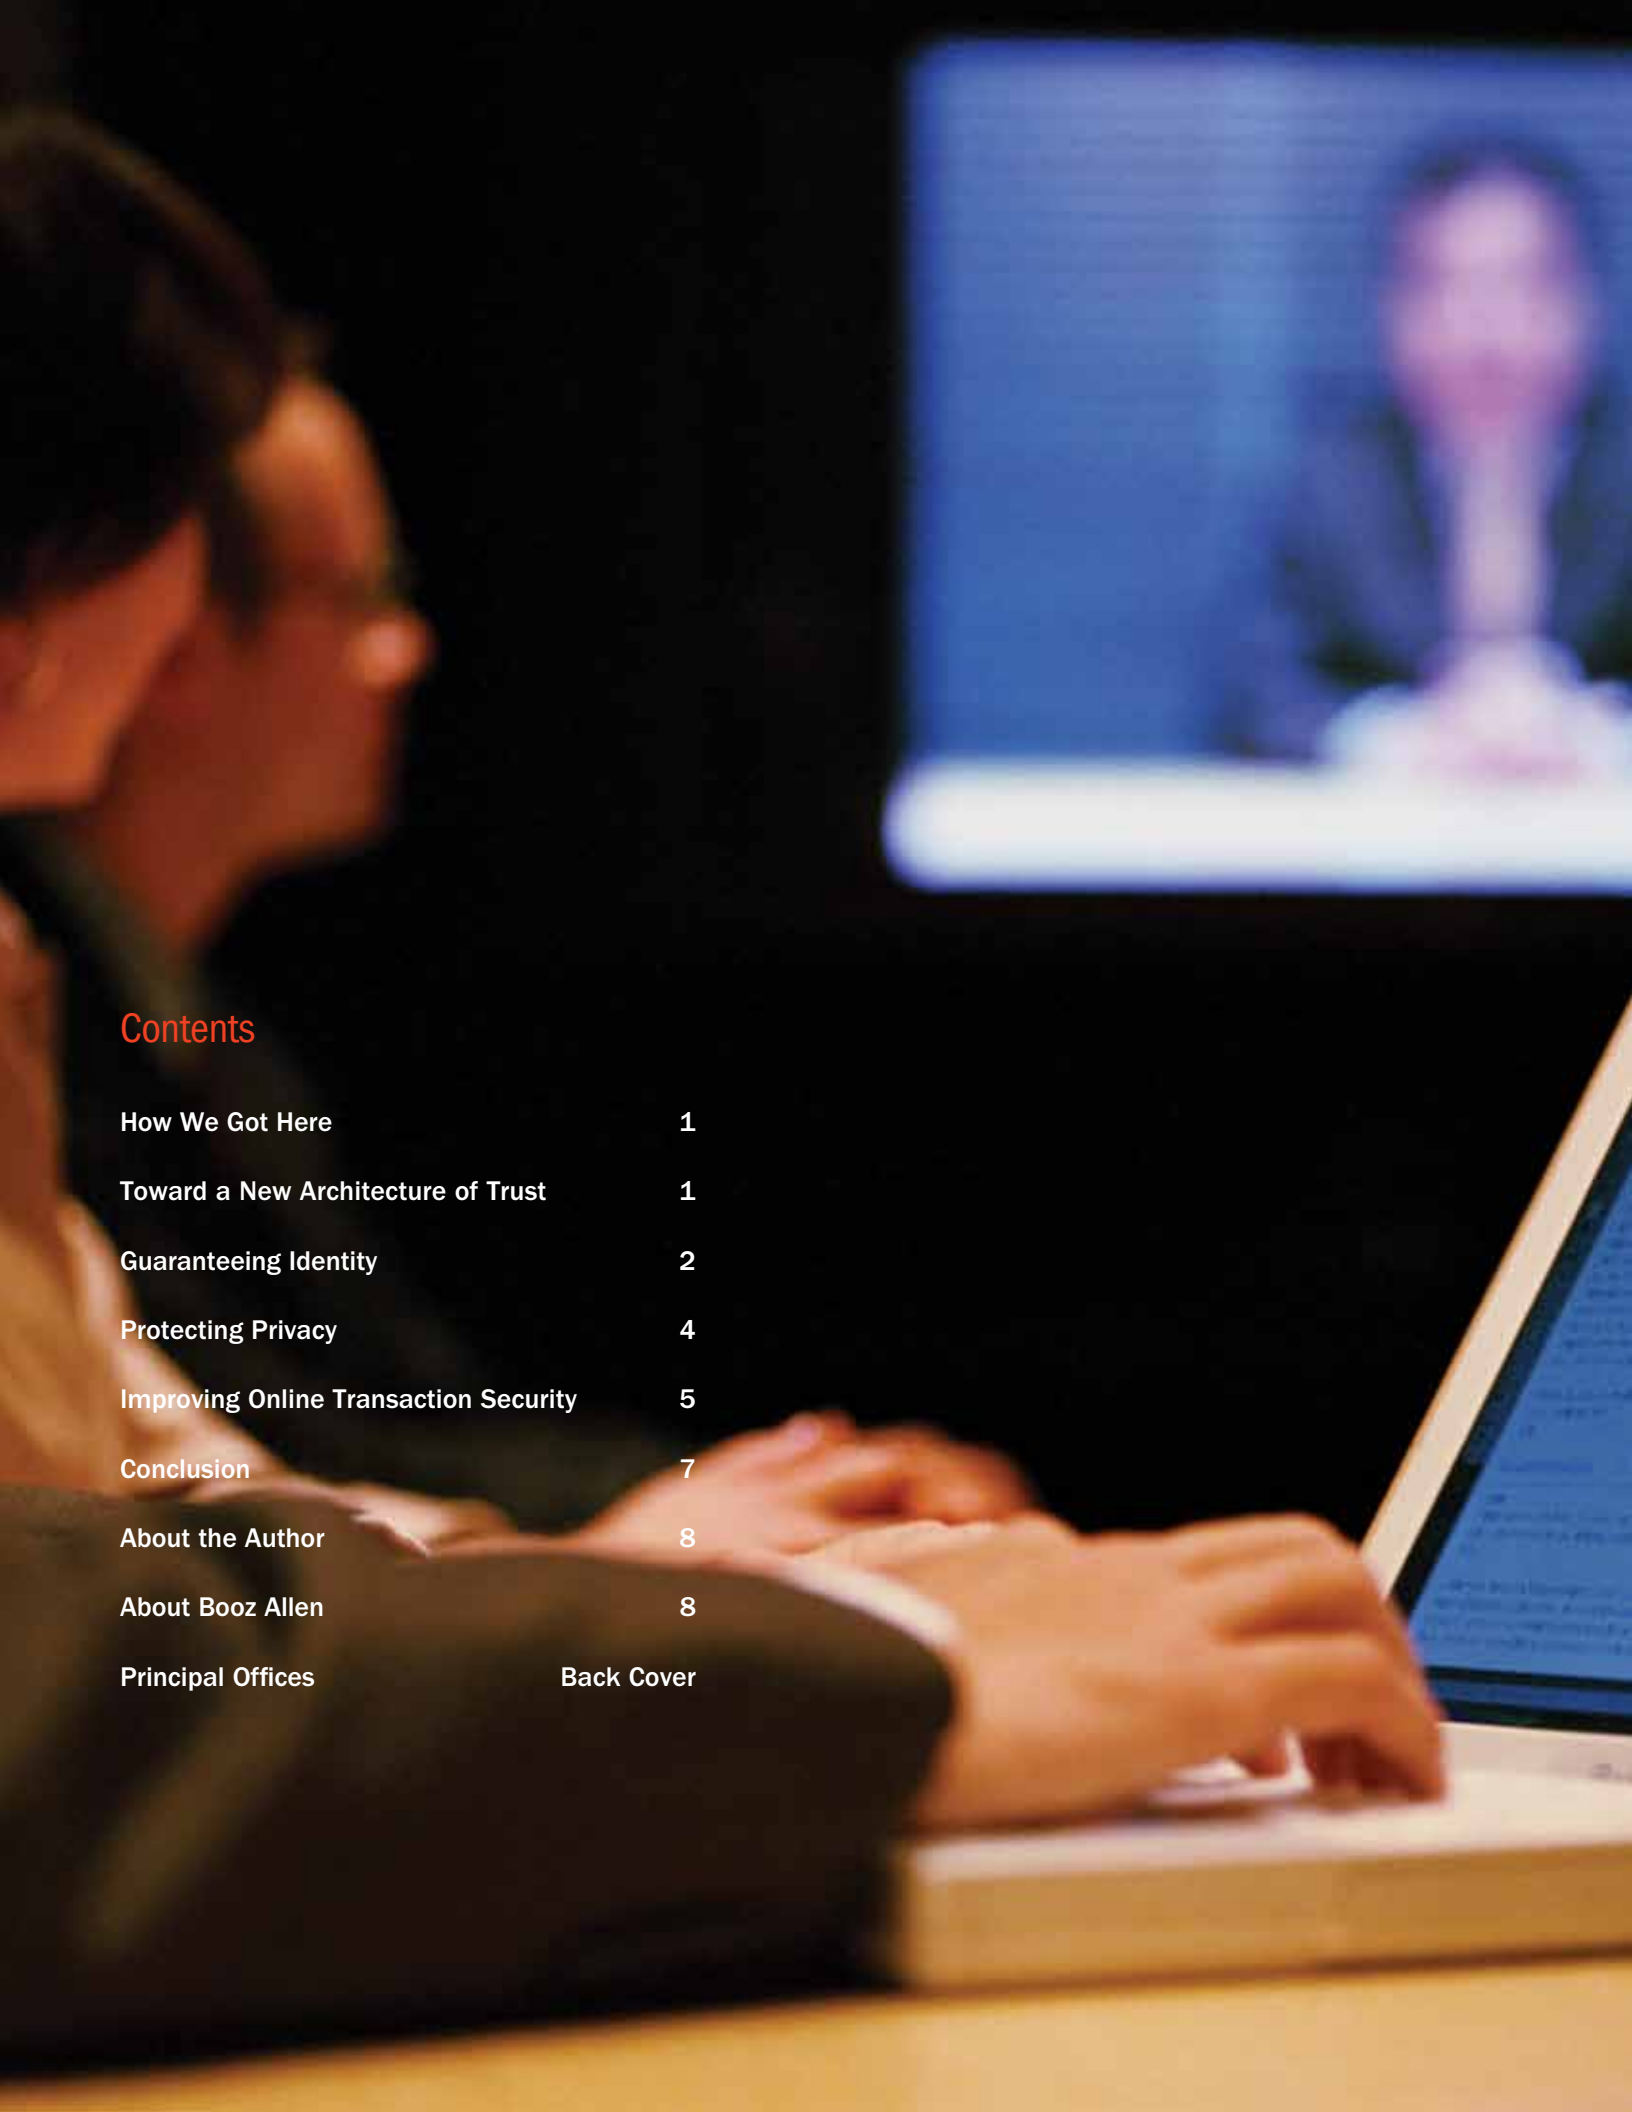 Contents
How We Got Here 1
Toward a New Architecture of Trust 1
Guaranteeing Identity 2
Protecting Privacy 4
Improving Online Transaction Security 5
Conclusion 7
About the Author 8
About Booz Allen 8
Principal Offices Back Cover